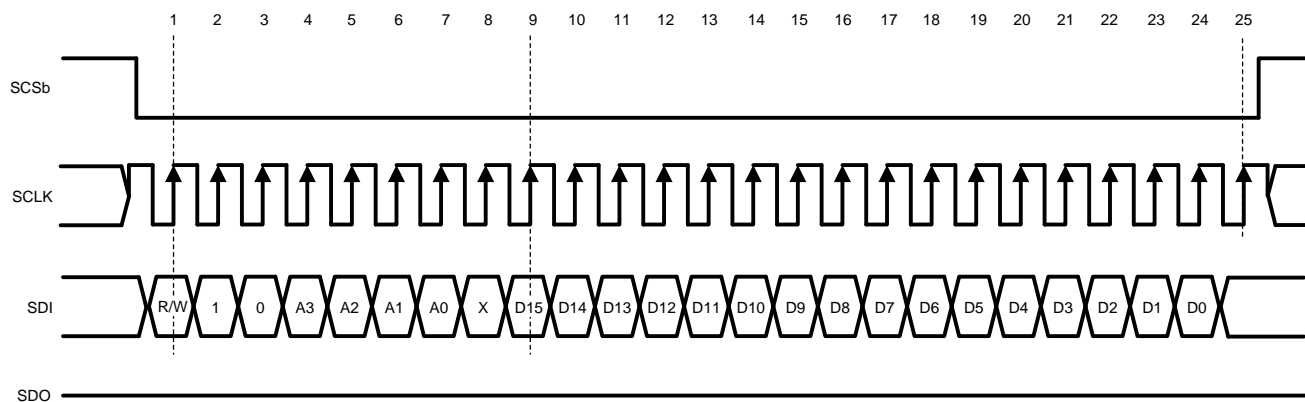 1 2 3 4 5 6 7 8 9 10 11 12 13 14 15 16 17 18 19 20 21 22 23 24 25
SCSb
SCLK
SDI R/W 1 0 A3 A2 A1 A0 X D15 D14 D13 D12 D11 D10 D9 D8 D7 D6 D5 D4 D3 D2 D1 D0
SDO